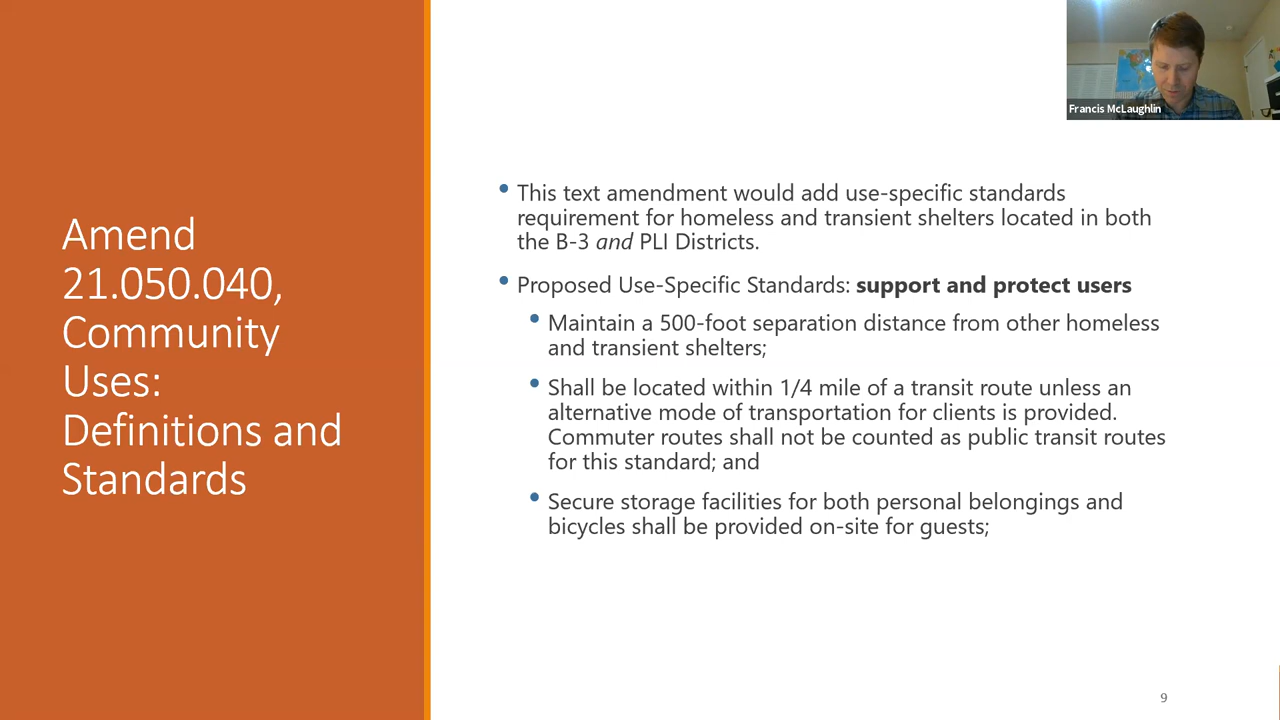 Amend
21.050.040,
Community
Uses:
Definitions and
Standards
Francis McLaughlin
• This text amendment would add use-specific standards
requirement for homeless and transient shelters located in both
the B-3 and PLI Districts.
• Proposed Use-Specific Standards: support and protect users
• Maintain a 500-foot separation distance from other homeless
and transient shelters;
• Shall be located within 1/4 mile of a transit route unless an
alternative mode of transportation for clients is provided.
Commuter routes shall not be counted as public transit routes
for this standard; and
• Secure storage facilities for both personal belongings and
bicycles shall be provided on-site for guests;
9